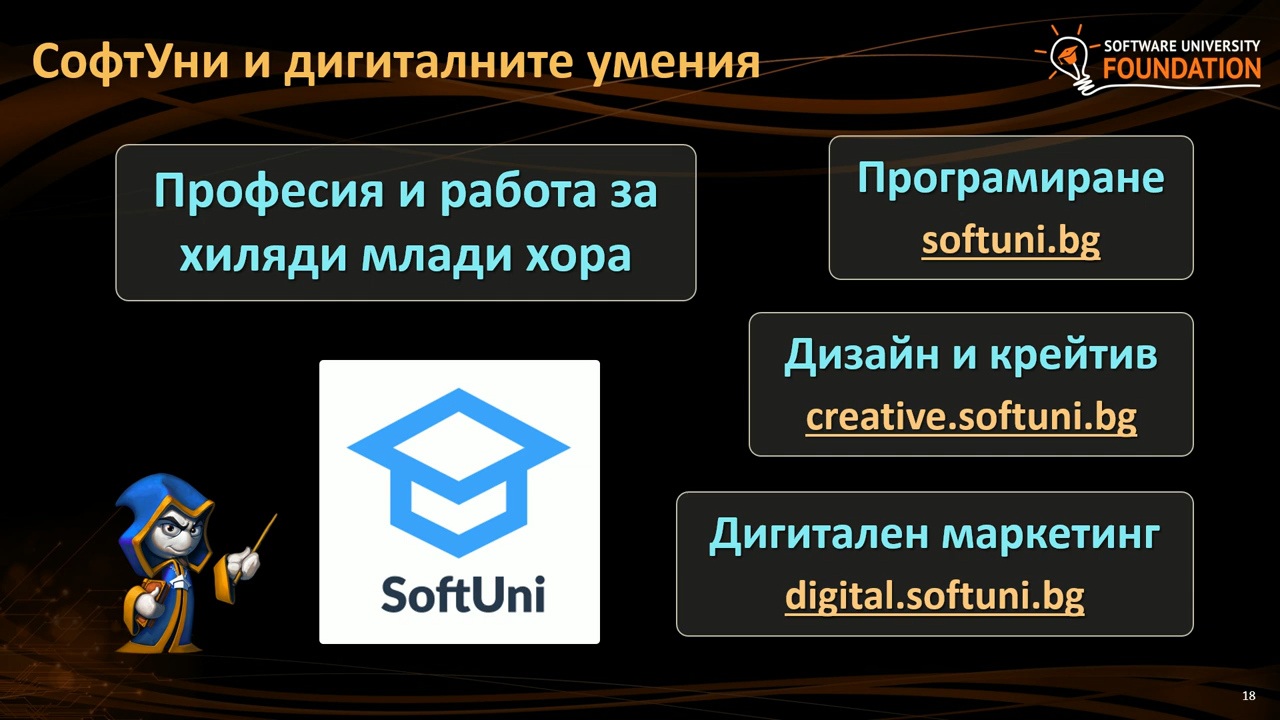 СофтУни и дигиталните умения
SOFTWARE UNIVERSITY
FOUNDATION
Професия и работа за
хиляди млади хора
Програмиране
softuni.bg
Дизайн и крейтив
creative.softuni.bg
Дигитален маркетинг
digital.softuni.bg
SoftUni
18